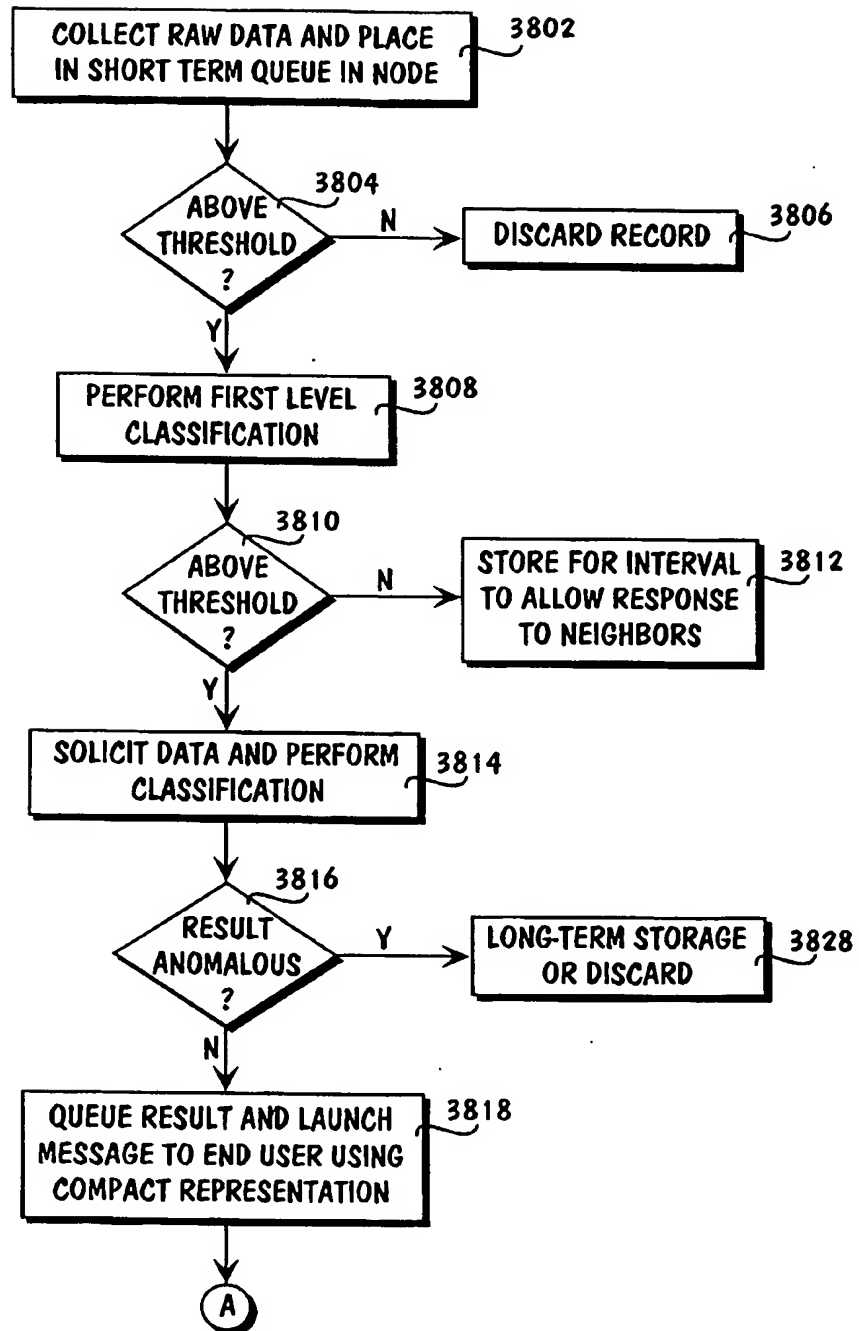 COLLECT RAW DATA AND PLACE
IN SHORT TERM QUEUE IN NODE
3802
ABOVE
THRESHOLD
?
3804
N
DISCARD RECORD
3806
Y
PERFORM FIRST LEVEL
CLASSIFICATION
3808
ABOVE
THRESHOLD
?
3810
N
STORE FOR INTERVAL
TO ALLOW RESPONSE
TO NEIGHBORS
3812
Y
SOLICIT DATA AND PERFORM
CLASSIFICATION
3814
RESULT
ANOMALOUS
?
3816
Y
LONG-TERM STORAGE
OR DISCARD
3828
N
QUEUE RESULT AND LAUNCH
MESSAGE TO END USER USING
COMPACT REPRESENTATION
3818
A